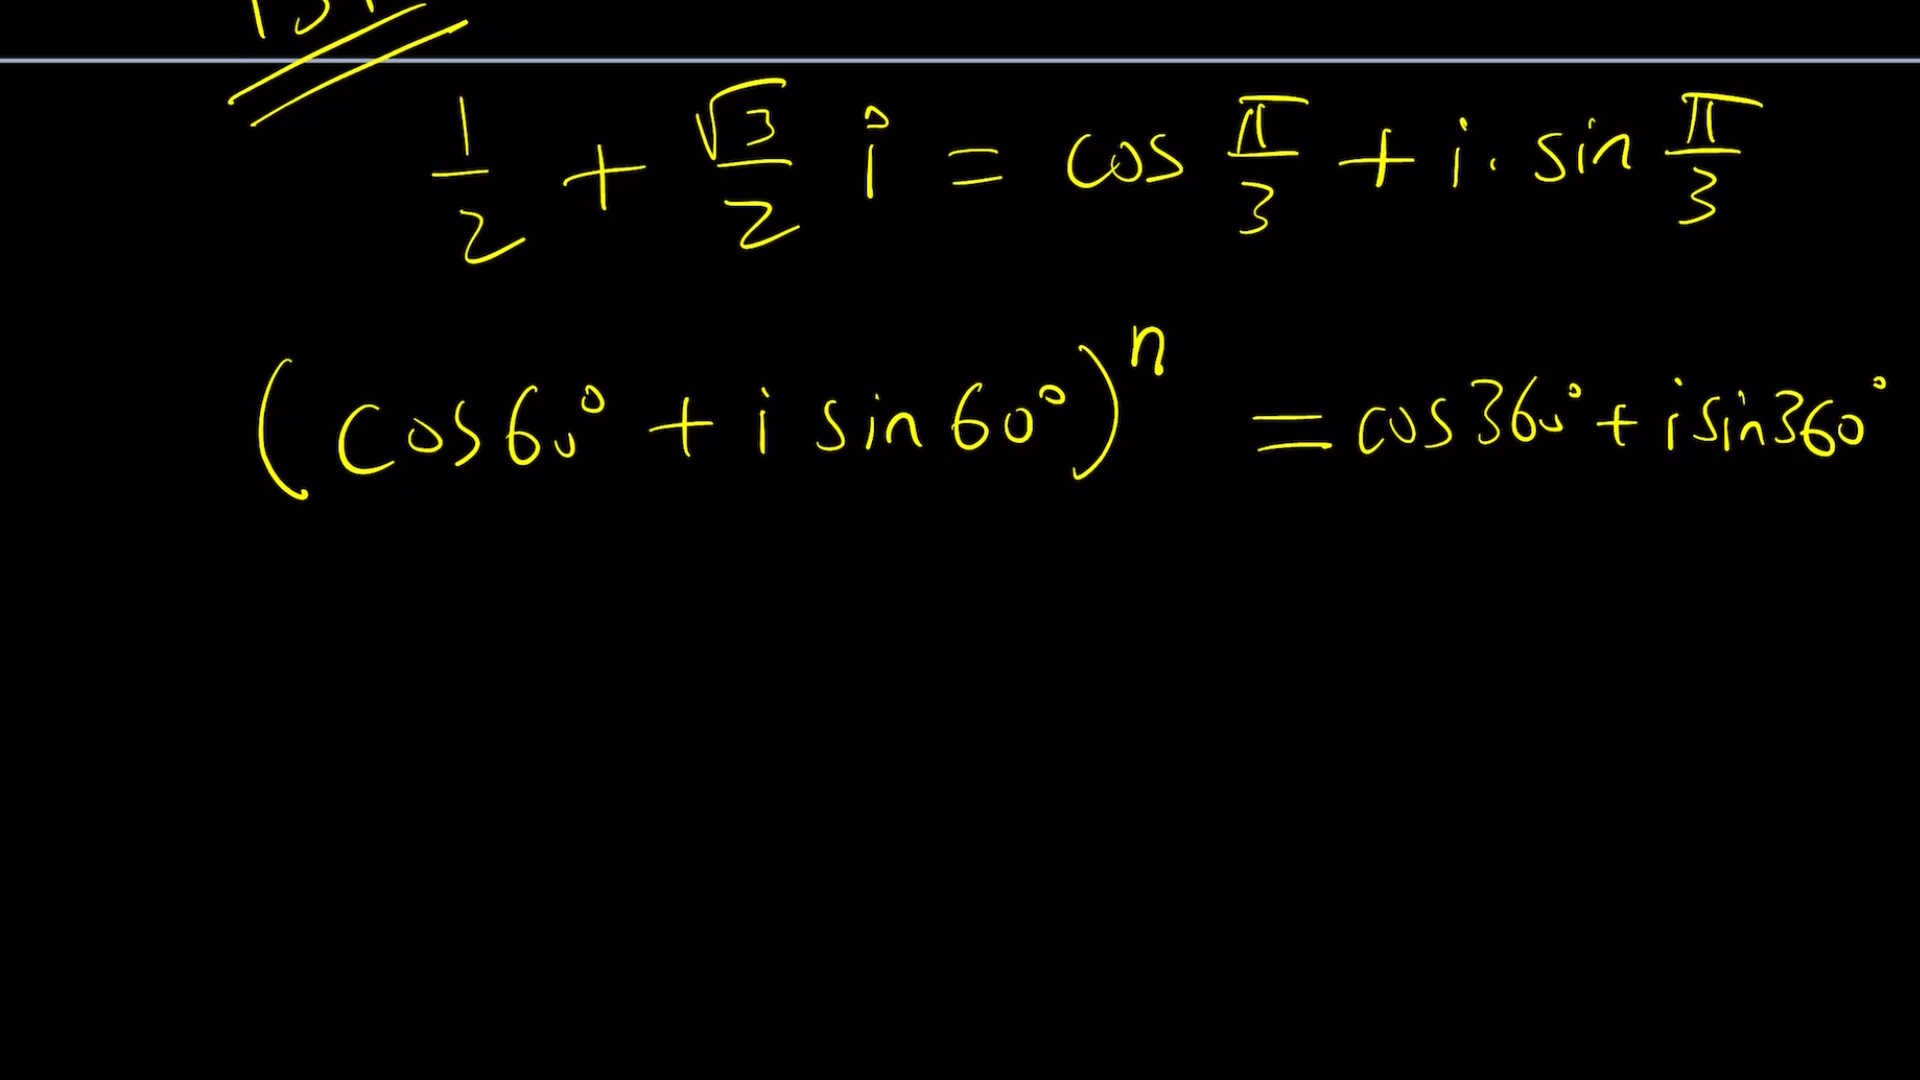 1/2 + √3/2 i = cos π/3 + i · sin π/3
(cos 60° + i sin 60°)ⁿ = cos 360° + i sin 360°